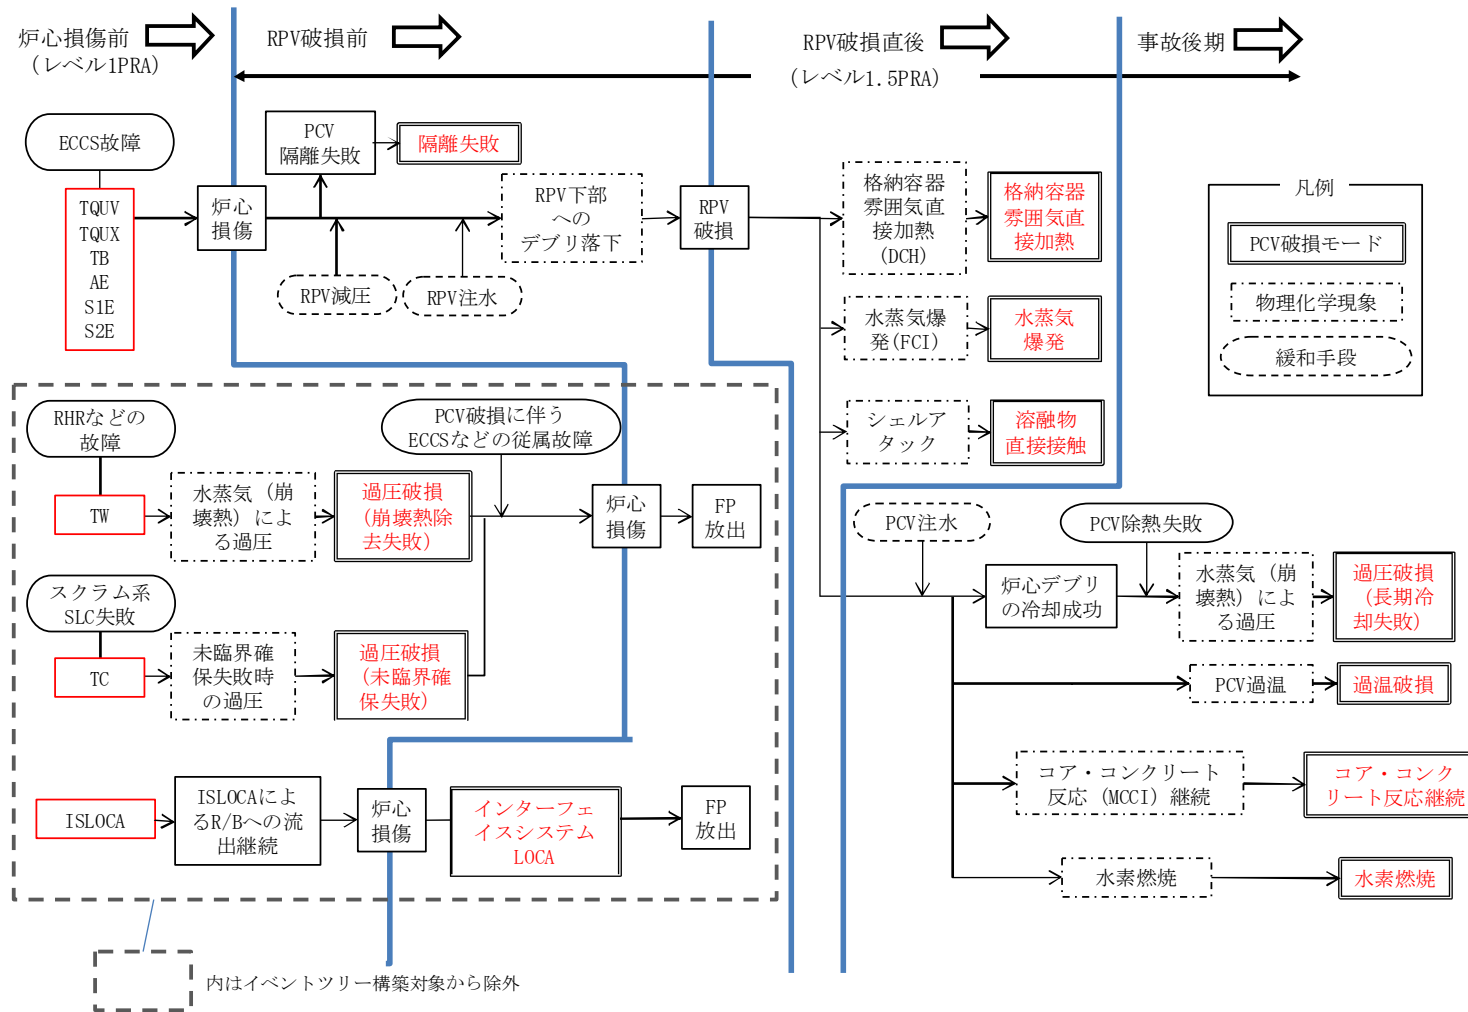 炉心損傷前
(レベル1PRA)
RPV破損前
RPV破損直後
(レベル1.5PRA)
事故後期
ECCS故障
TQUV
TQUX
TB
AE
S1E
S2E
炉心
損傷
PCV
隔離失敗
隔離失敗
RPV減圧
RPV注水
RPV下部
への
デブリ落下
RPV
破損
格納容器
雰囲気直
接加熱
(DCH)
格納容器
雰囲気直
接加熱
水蒸気爆
発(FCI)
水蒸気
爆発
シェルア
タック
溶融物
直接接触
凡例
PCV破損モード
物理化学現象
緩和手段
RHRなどの
故障
TW
水蒸気(崩
壊熱)によ
る過圧
過圧破損
(崩壊熱除
去失敗)
PCV破損に伴う
ECCSなどの従属故障
炉心
損傷
FP
放出
スクラム系
SLC失敗
TC
未臨界確
保失敗時
の過圧
過圧破損
(未臨界確
保失敗)
ISLOCA
ISLOCAによ
るR/Bへの流
出継続
炉心
損傷
インターフェ
イスシステム
LOCA
FP
放出
PCV注水
PCV除熱失敗
炉心デブリ
の冷却成功
水蒸気(崩
壊熱)によ
る過圧
過圧破損
(長期冷
却失敗)
PCV過温
過温破損
コア・コンクリート
反応(MCCI)継続
コア・コンク
リート反応継続
水素燃焼
水素燃焼
内はイベントツリー構築対象から除外